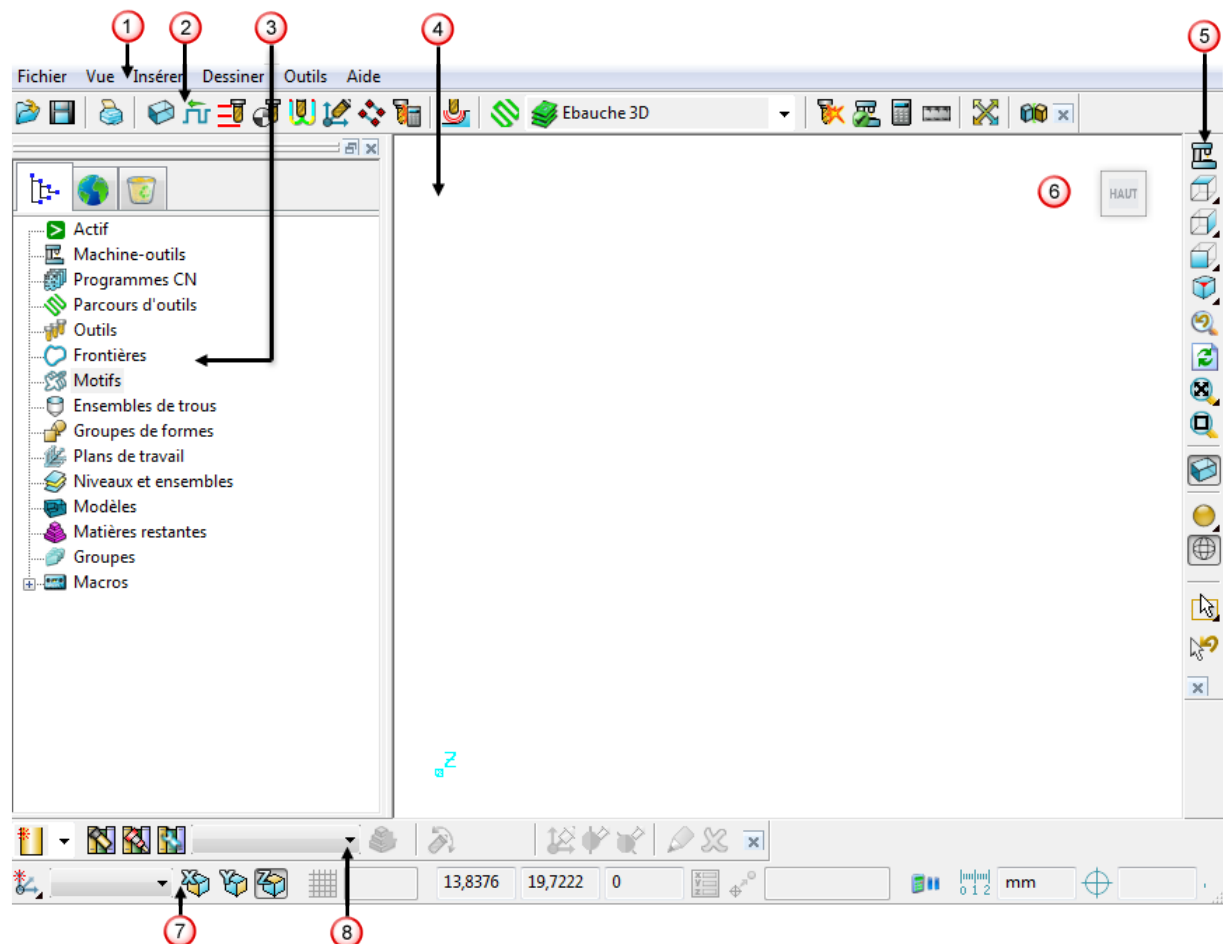 1 2 3 4 5
Fichier Vue Insérer Dessiner Outils Aide
Ebauche 3D
6 HAUT
Actif
Machine-outils
Programmes CN
Parcours d'outils
Outils
Frontières
Motifs
Ensembles de trous
Groupes de formes
Plans de travail
Niveaux et ensembles
Modèles
Matières restantes
Groupes
Macros
Z
X Y Z 13,8376 19,7222 0 X Y Z 0 1 2 mm
7 8